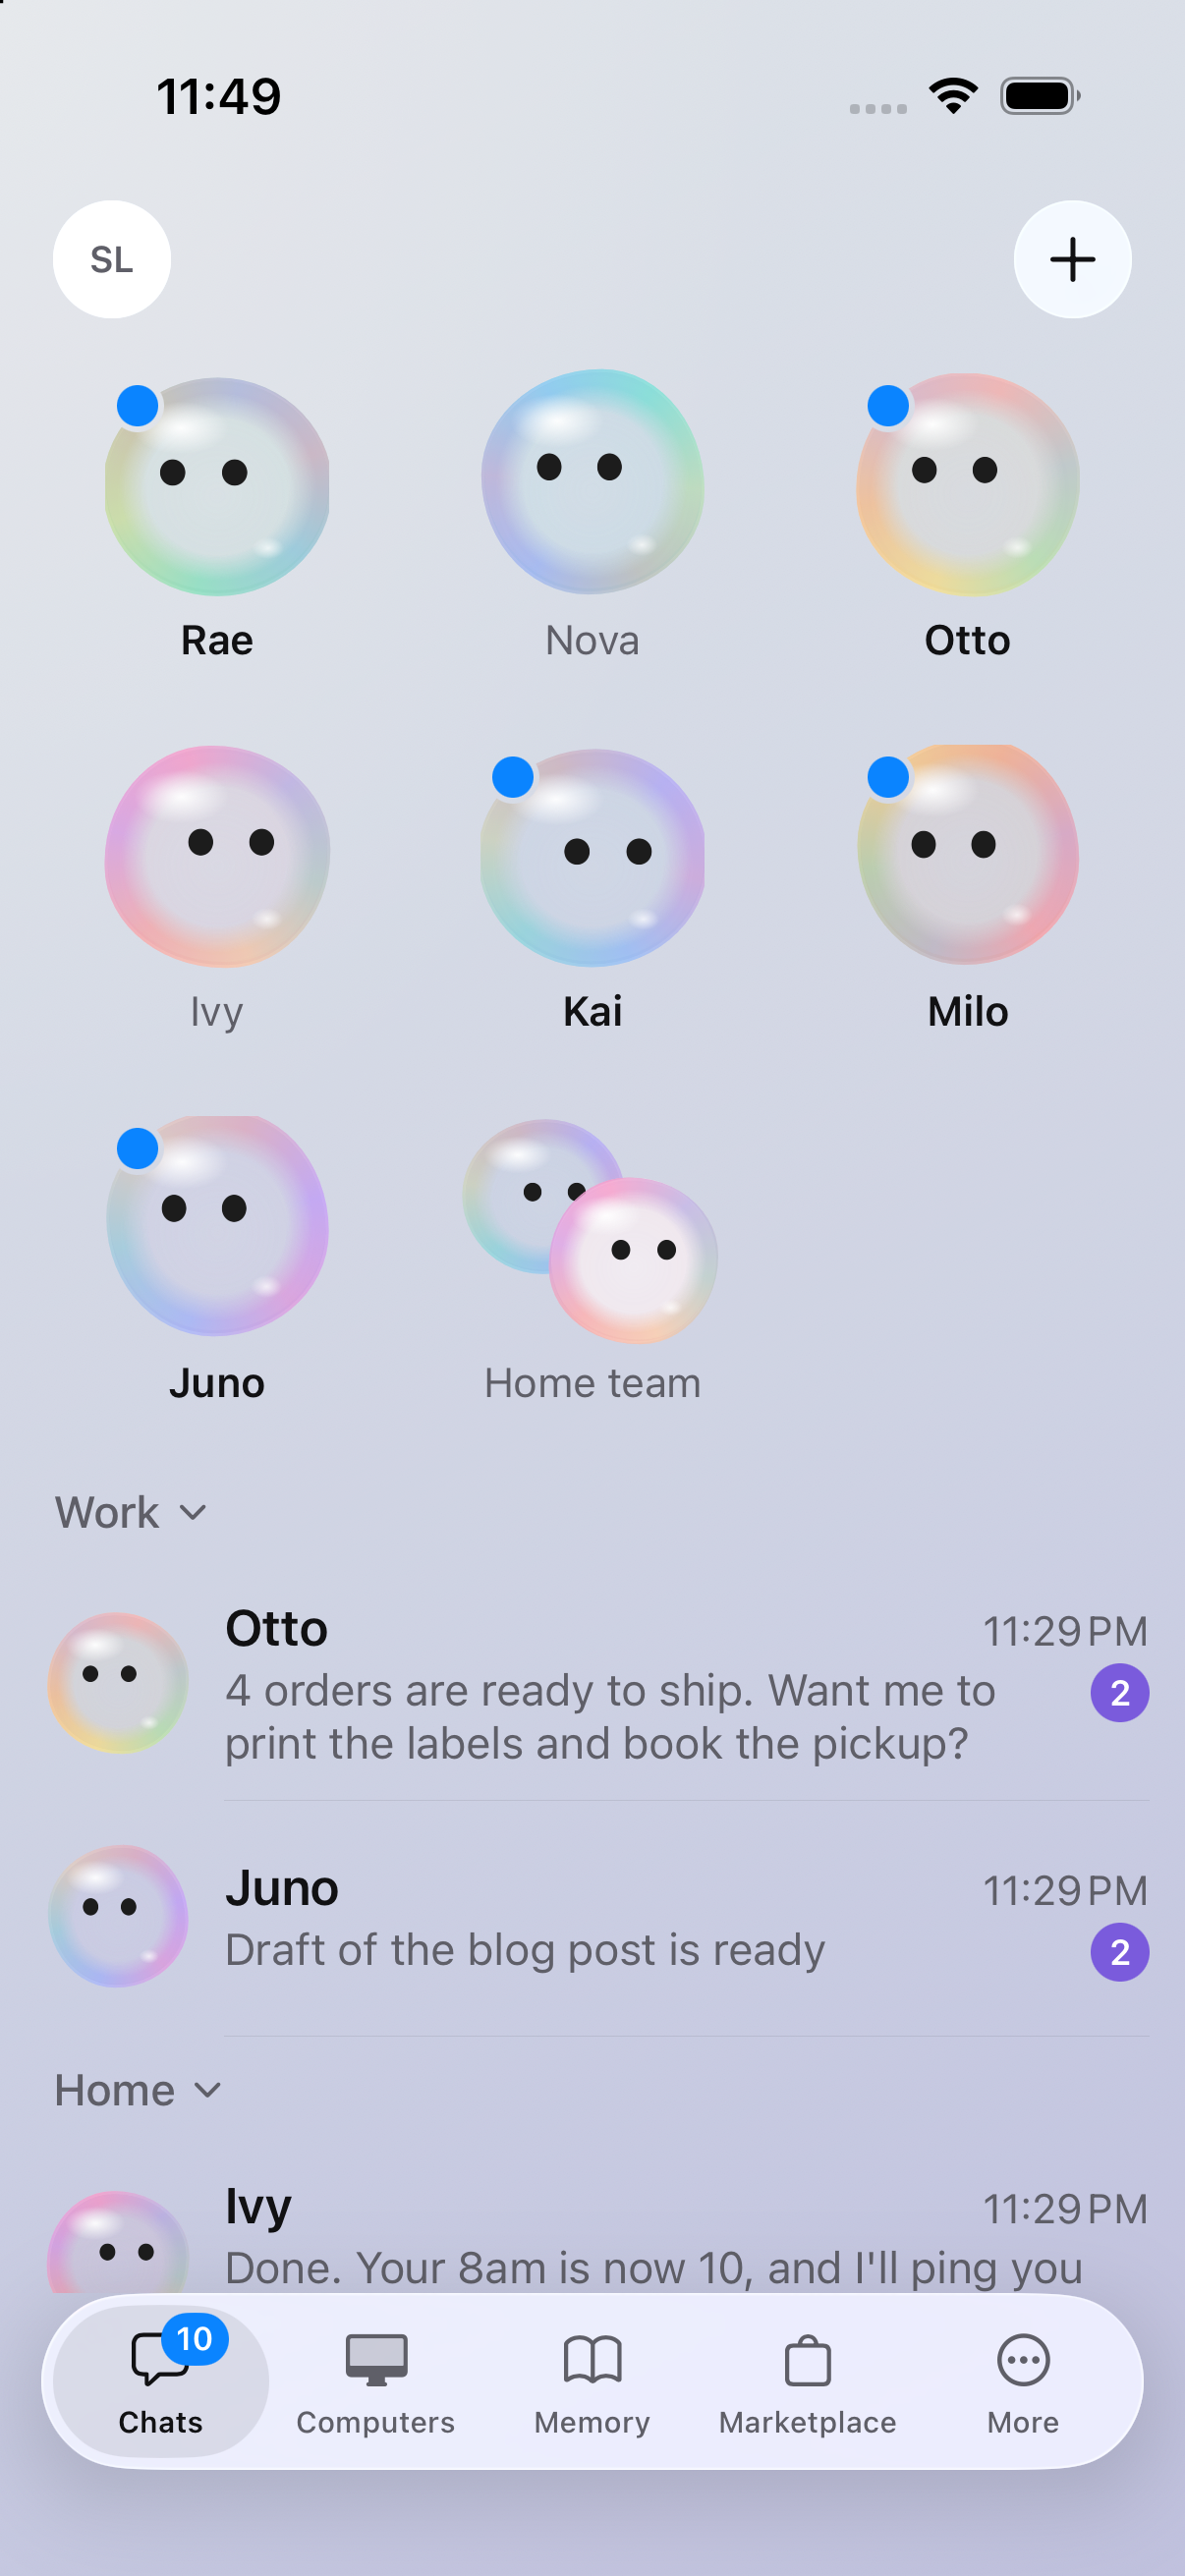 11:49
SL
Rae
Nova
Otto
Ivy
Kai
Milo
Juno
Home team
Work
Otto
11:29 PM
4 orders are ready to ship. Want me to
print the labels and book the pickup?
2
Juno
11:29 PM
Draft of the blog post is ready
2
Home
Ivy
11:29 PM
Done. Your 8am is now 10, and I'll ping you
10
Chats
Computers
Memory
Marketplace
More